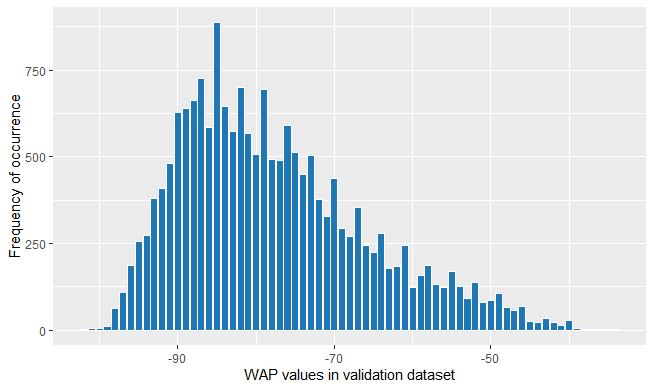 Frequency of occurrence
750
500
250
0
-90 -70 -50
WAP values in validation dataset